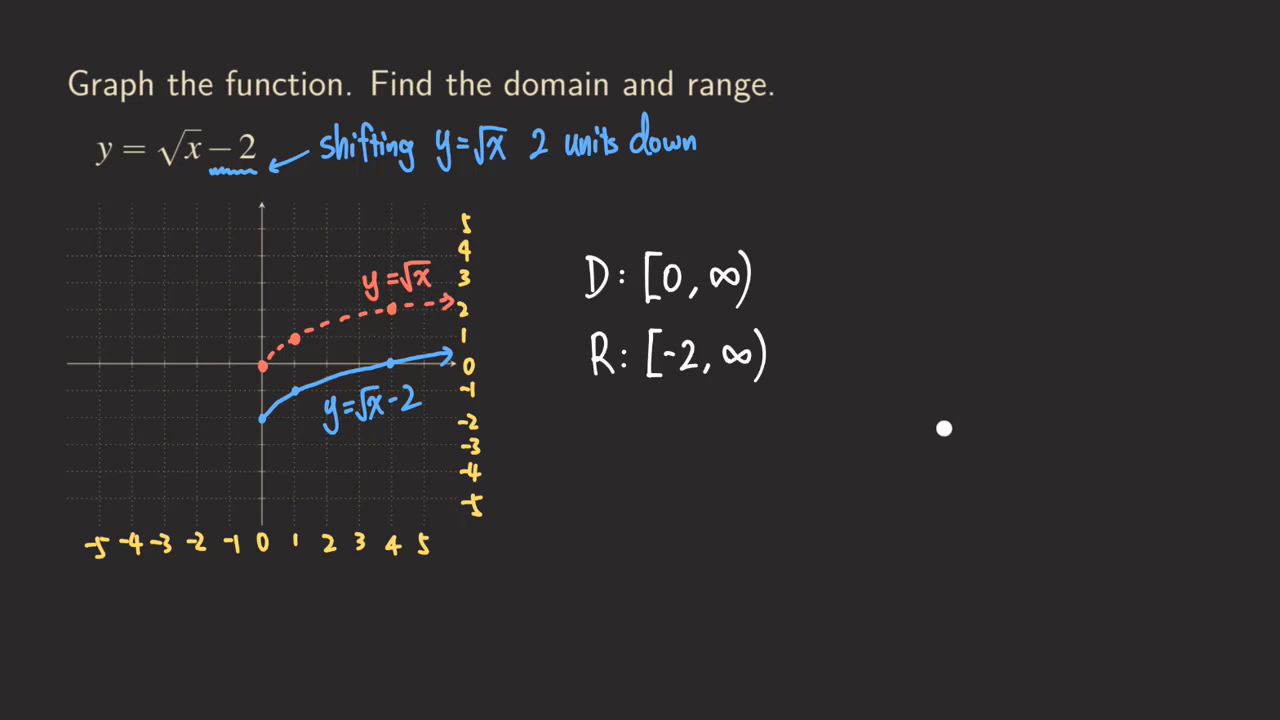 Graph the function. Find the domain and range.
y = √x − 2
shifting y=√x 2 units down
5
4
3
2
1
0
-1
-2
-3
-4
-5
y=√x
y=√x-2
-5 -4 -3 -2 -1 0 1 2 3 4 5
D: [0, ∞)
R: [-2, ∞)